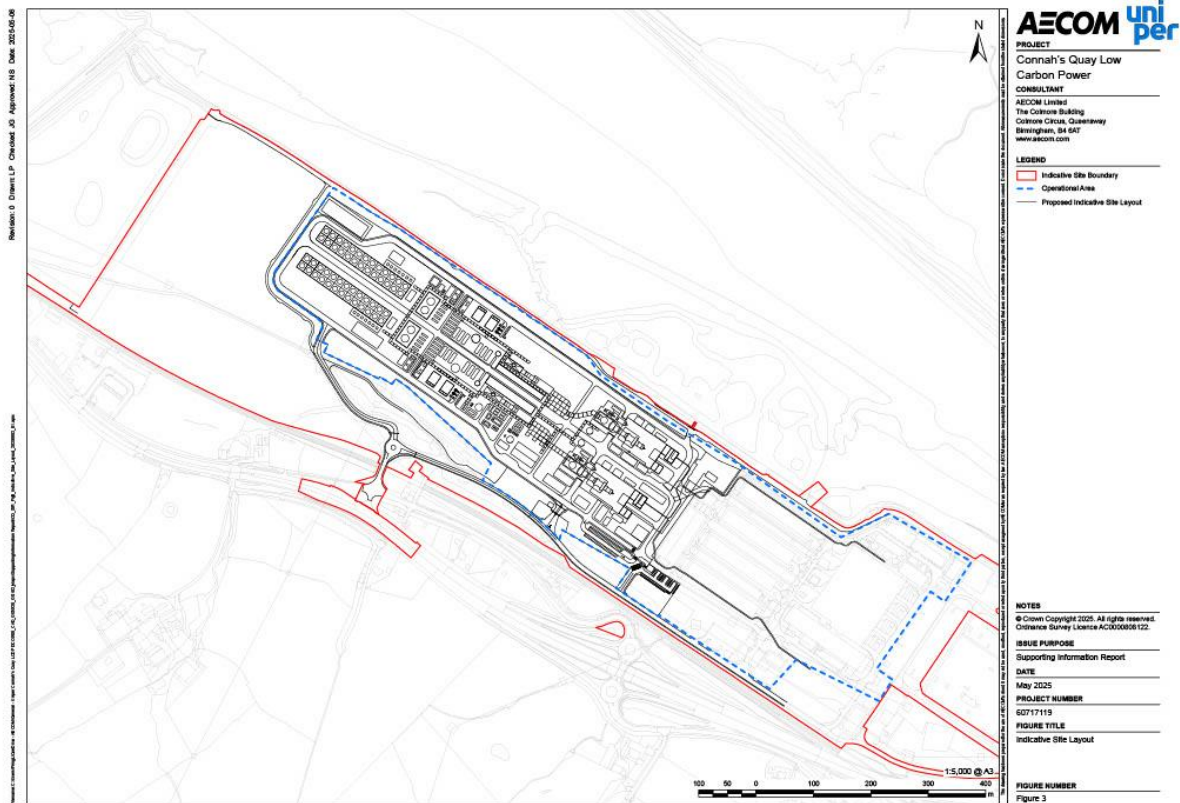 Revision: 0 Drawn: LP Checked: JG Approved: NS Date: 2025-05-06
N
AECOM uniper
PROJECT
Connah's Quay Low
Carbon Power
CONSULTANT
AECOM Limited
The Colmore Building
Colmore Circus, Queensway
Birmingham, B4 6AT
www.aecom.com
LEGEND
Indicative Site Boundary
Operational Area
Proposed Indicative Site Layout
NOTES
© Crown Copyright 2025. All rights reserved.
Ordnance Survey Licence AC0000808122.
ISSUE PURPOSE
Supporting Information Report
DATE
May 2025
PROJECT NUMBER
60717119
FIGURE TITLE
Indicative Site Layout
FIGURE NUMBER
Figure 3
1:5,000 @ A3
100 50 0 100 200 300 400
m